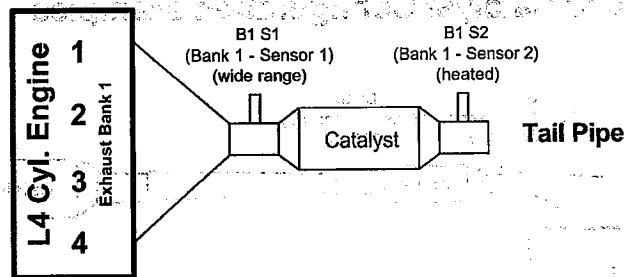 L4 Cyl. Engine
1
2
3
4
Exhaust Bank 1
B1 S1
(Bank 1 - Sensor 1)
(wide range)
Catalyst
B1 S2
(Bank 1 - Sensor 2)
(heated)
Tail Pipe